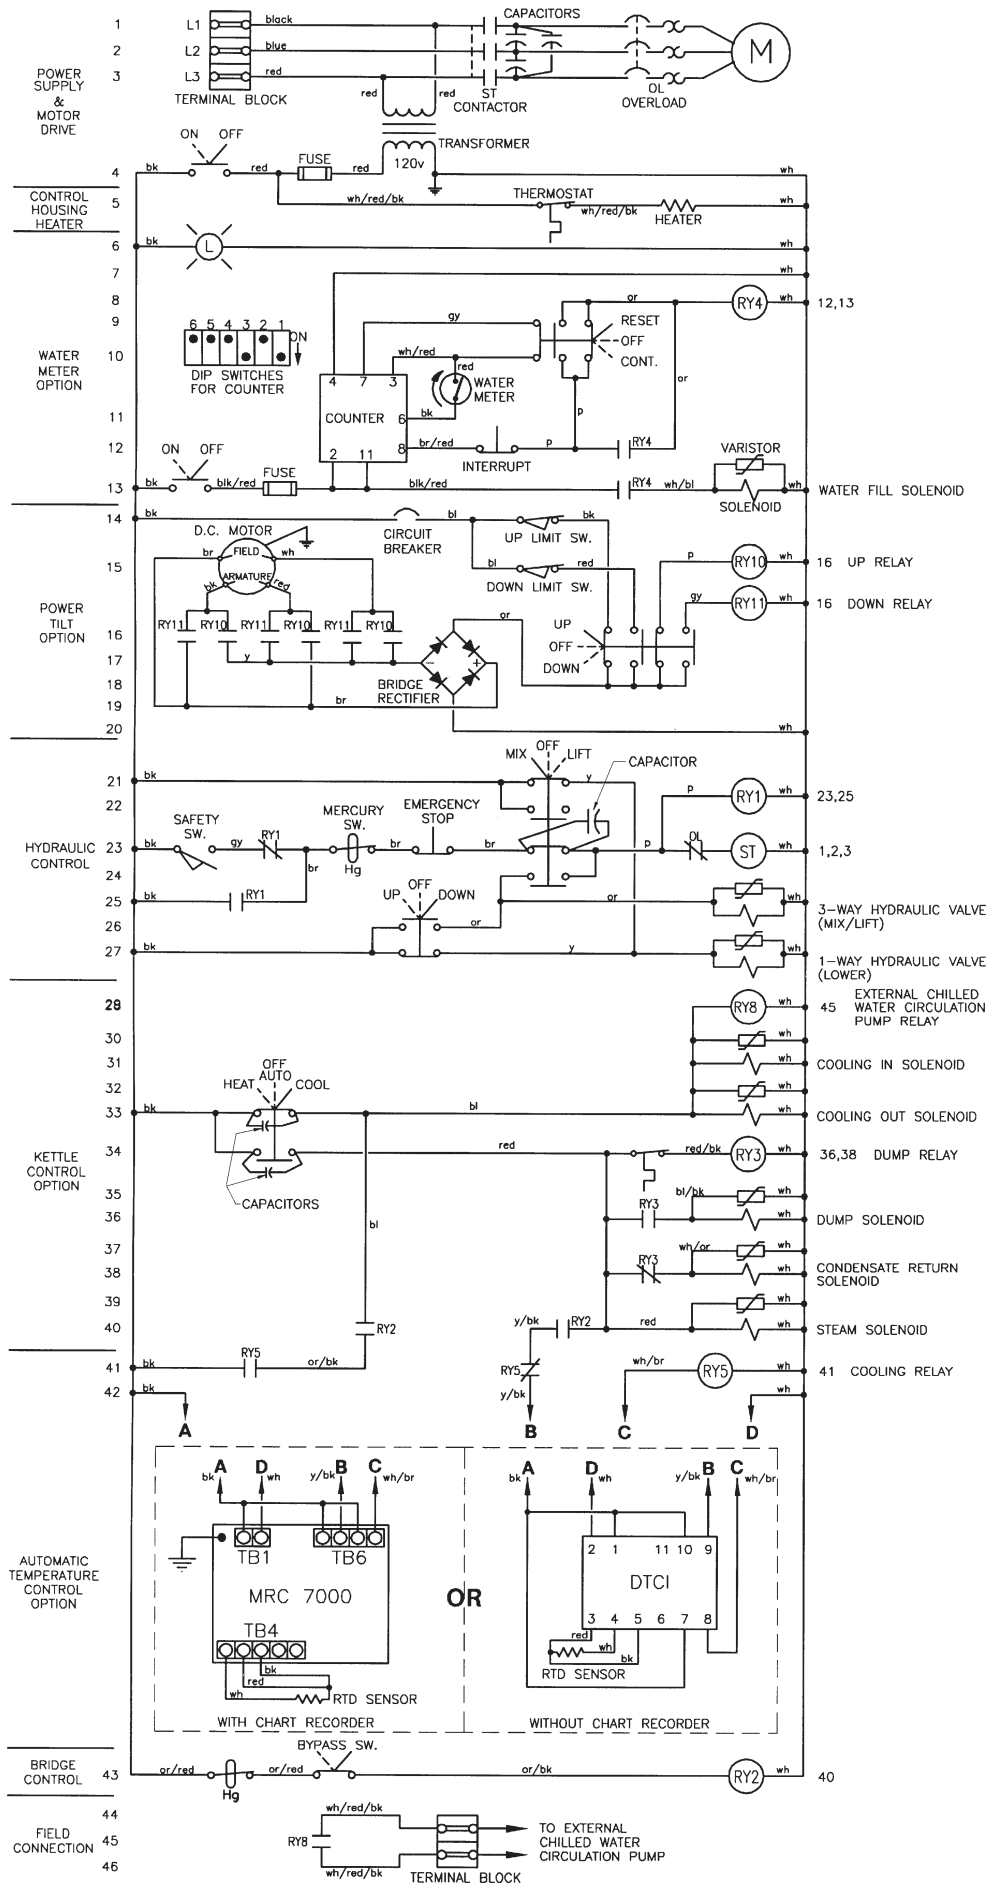 1
L1
black
CAPACITORS
OL
2
L2
blue
M
3
L3
red
POWER
SUPPLY
&
MOTOR
DRIVE
TERMINAL BLOCK
red
red
ST
CONTACTOR
OL
OVERLOAD
ON OFF
TRANSFORMER
FUSE
120v
4
bk
red
red
wh
CONTROL
HOUSING
HEATER
5
wh/red/bk
THERMOSTAT
wh/red/bk
HEATER
wh
6
bk
L
wh
7
wh
8
or
RY4
wh
12,13
9
gy
RESET
OFF
CONT.
6 5 4 3 2 1
ON
DIP SWITCHES
FOR COUNTER
WATER
METER
OPTION
10
wh/red
red
WATER
METER
or
4 7 3
COUNTER
6
bk
p
11
8
br/red
12
INTERRUPT
p
RY4
2 11
ON OFF
FUSE
VARISTOR
13
bk
blk/red
blk/red
RY4
wh/bl
SOLENOID
wh
WATER FILL SOLENOID
14
bk
CIRCUIT
BREAKER
bl
UP LIMIT SW.
bk
D.C. MOTOR
FIELD
br
wh
ARMATURE
bk
red
15
bl
DOWN LIMIT SW.
red
p
RY10
wh
16 UP RELAY
gy
RY11
wh
16 DOWN RELAY
POWER
TILT
OPTION
16
RY11
RY10
RY11
RY10
RY11
RY10
or
UP
OFF
DOWN
17
y
-
+
18
BRIDGE
RECTIFIER
19
br
20
wh
21
bk
MIX
OFF
LIFT
y
CAPACITOR
22
p
RY1
wh
23,25
HYDRAULIC
CONTROL
23
bk
SAFETY
SW.
gy
RY1
MERCURY
SW.
Hg
br
EMERGENCY
STOP
br
p
OL
ST
wh
1,2,3
24
br
25
bk
RY1
UP
OFF
DOWN
or
wh
3-WAY HYDRAULIC VALVE
(MIX/LIFT)
26
or
27
bk
y
wh
1-WAY HYDRAULIC VALVE
(LOWER)
28
RY8
wh
45 EXTERNAL CHILLED
WATER CIRCULATION
PUMP RELAY
30
wh
31
wh
COOLING IN SOLENOID
32
wh
HEAT
OFF
AUTO
COOL
33
bk
bl
wh
COOLING OUT SOLENOID
KETTLE
CONTROL
OPTION
34
red
red/bk
RY3
wh
36,38 DUMP RELAY
CAPACITORS
35
bl/bk
wh
36
bl
RY3
wh
DUMP SOLENOID
37
wh/or
wh
38
RY3
wh
CONDENSATE RETURN
SOLENOID
39
wh
40
RY2
y/bk
RY2
red
wh
STEAM SOLENOID
41
bk
RY5
or/bk
RY5
y/bk
wh/br
RY5
wh
41 COOLING RELAY
42
bk
wh
A
B
C
D
A
D
B
C
bk
wh
y/bk
wh/br
A
D
B
C
bk
wh
y/bk
wh/br
TB1
TB6
MRC 7000
TB4
bk
red
wh
RTD SENSOR
WITH CHART RECORDER
AUTOMATIC
TEMPERATURE
CONTROL
OPTION
OR
2 1 11 10 9
DTCI
3 4 5 6 7 8
red
wh
bk
RTD SENSOR
WITHOUT CHART RECORDER
BRIDGE
CONTROL
43
or/red
Hg
or/red
BYPASS SW.
or/bk
RY2
wh
40
FIELD
CONNECTION
44
wh/red/bk
45
RY8
TO EXTERNAL
CHILLED WATER
CIRCULATION PUMP
46
wh/red/bk
TERMINAL BLOCK